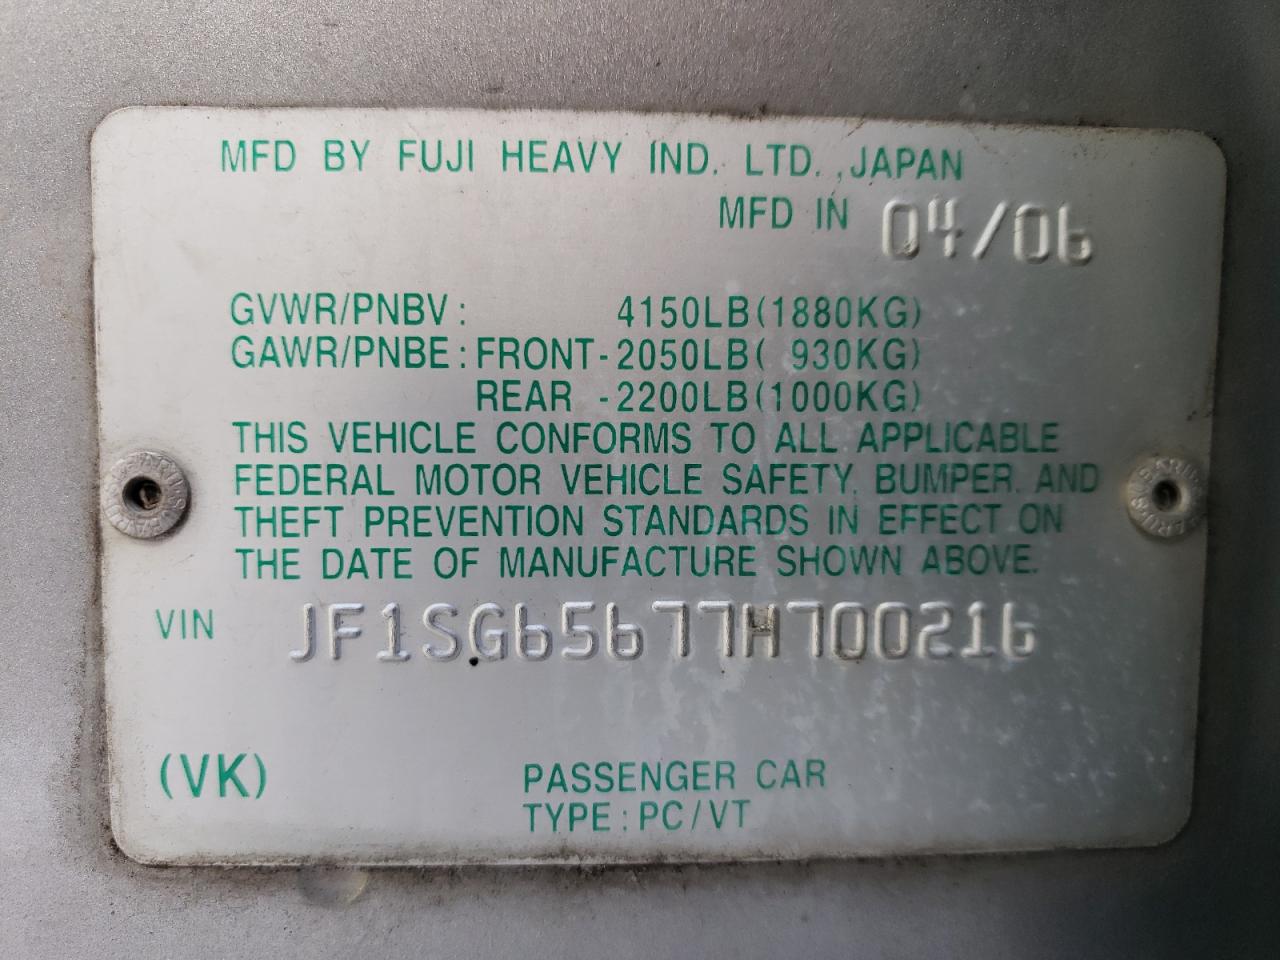 MFD BY FUJI HEAVY IND. LTD. ,JAPAN
MFD IN 04/06
GVWR/PNBV: 4150LB(1880KG)
GAWR/PNBE: FRONT-2050LB( 930KG)
REAR -2200LB(1000KG)
THIS VEHICLE CONFORMS TO ALL APPLICABLE
FEDERAL MOTOR VEHICLE SAFETY, BUMPER, AND
THEFT PREVENTION STANDARDS IN EFFECT ON
THE DATE OF MANUFACTURE SHOWN ABOVE.
VIN JF1SG65677H700216
(VK)
PASSENGER CAR
TYPE: PC/VT